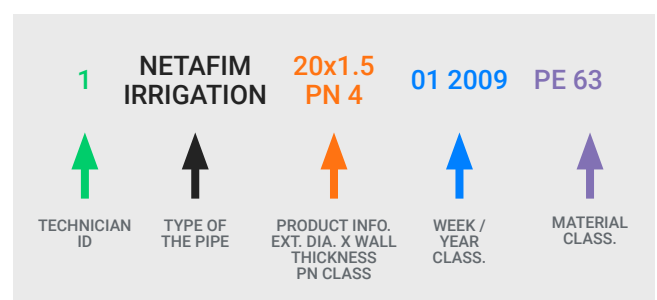 1
NETAFIM
IRRIGATION
20x1.5
PN 4
01 2009
PE 63
TECHNICIAN
ID
TYPE OF
THE PIPE
PRODUCT INFO.
EXT. DIA. X WALL
THICKNESS
PN CLASS
WEEK /
YEAR
CLASS.
MATERIAL
CLASS.